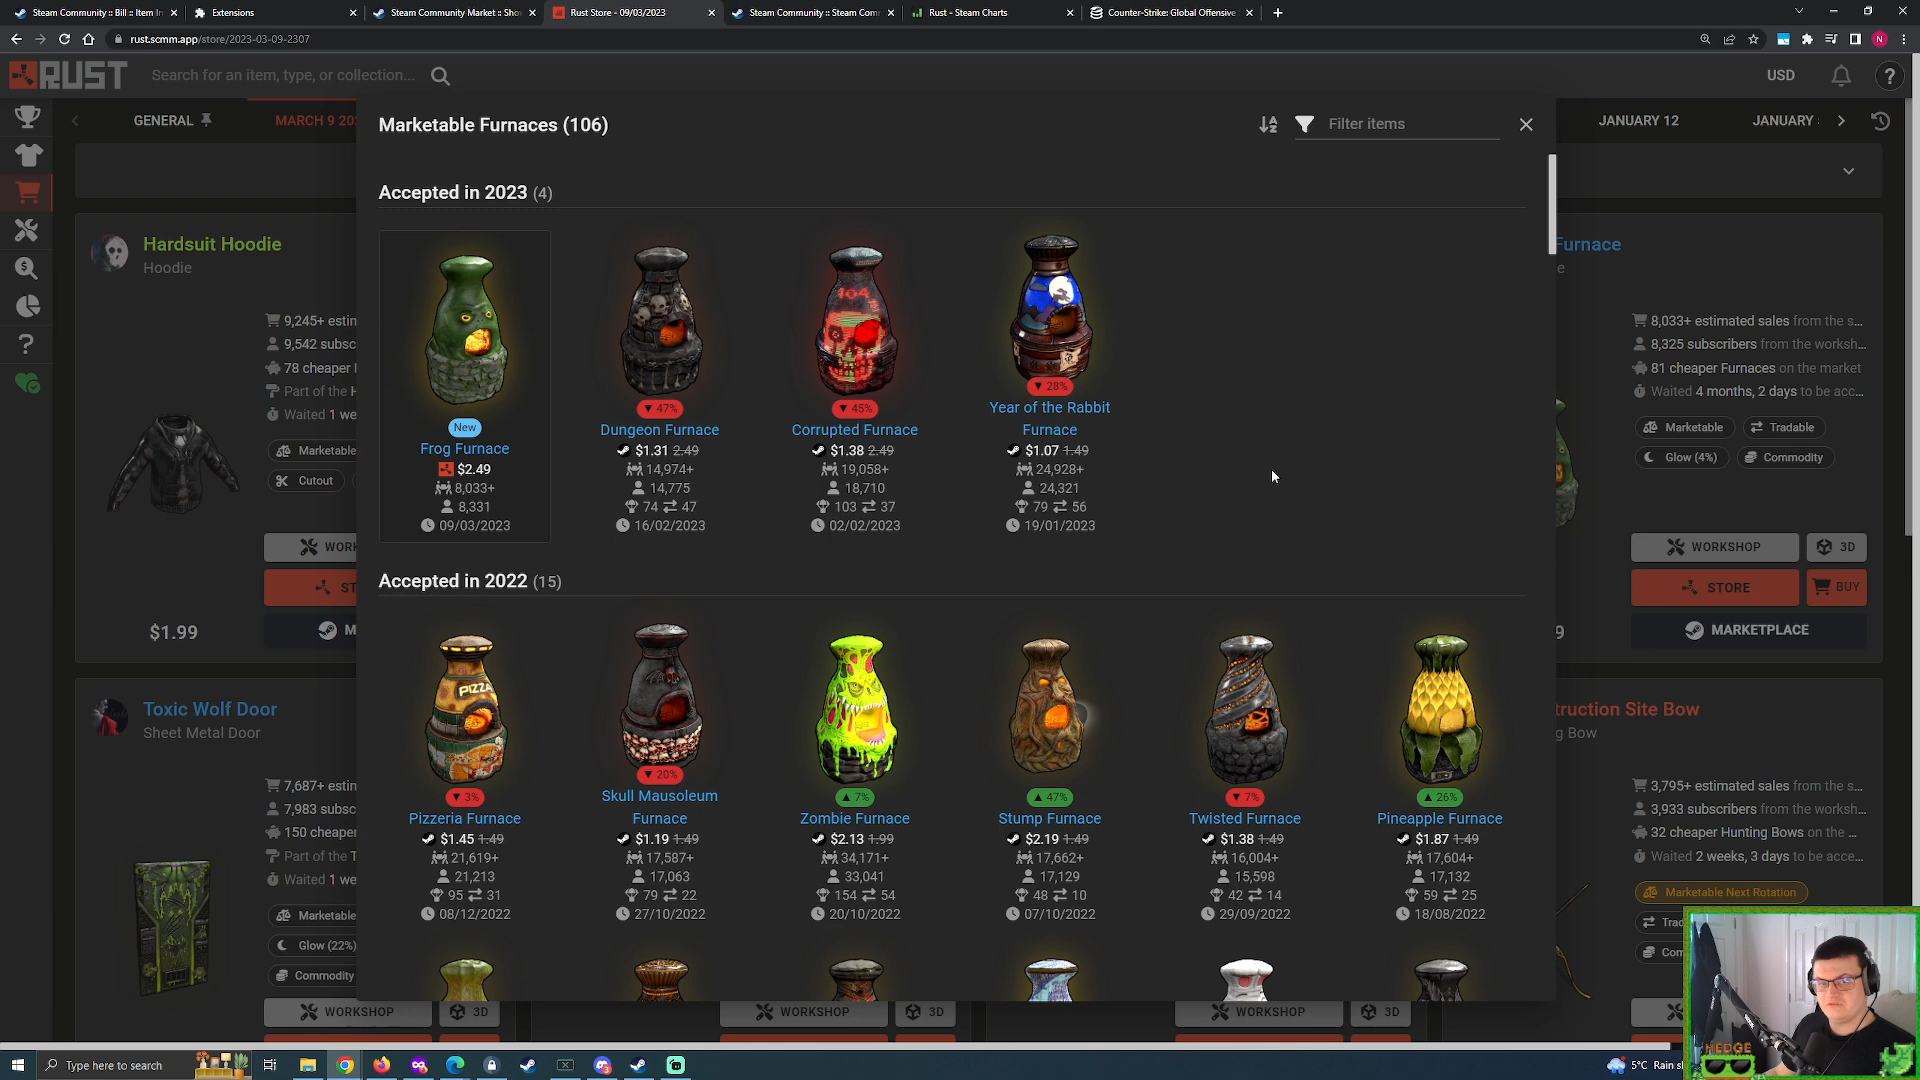 Steam Community :: Bill :: Item In
Extensions
Steam Community Market :: Sho
Rust Store - 09/03/2023
Steam Community :: Steam Com
Rust - Steam Charts
Counter-Strike: Global Offensive
rust.scmm.app/store/2023-03-09-2307
N
RUST
Search for an item, type, or collection...
USD
GENERAL
MARCH 9 20
JANUARY 12
JANUARY
Marketable Furnaces (106)
Filter items
Accepted in 2023 (4)
New
Frog Furnace
$2.49
8,033+
8,331
09/03/2023
47%
Dungeon Furnace
$1.31 2.49
14,974+
14,775
74 47
16/02/2023
404
45%
Corrupted Furnace
$1.38 2.49
19,058+
18,710
103 37
02/02/2023
28%
Year of the Rabbit
Furnace
$1.07 1.49
24,928+
24,321
79 56
19/01/2023
Accepted in 2022 (15)
PIZZA
3%
Pizzeria Furnace
$1.45 1.49
21,619+
21,213
95 31
08/12/2022
20%
Skull Mausoleum
Furnace
$1.19 1.49
17,587+
17,063
79 22
27/10/2022
7%
Zombie Furnace
$2.13 1.99
34,171+
33,041
154 54
20/10/2022
47%
Stump Furnace
$2.19 1.49
17,662+
17,129
48 10
07/10/2022
7%
Twisted Furnace
$1.38 1.49
16,004+
15,598
42 14
29/09/2022
26%
Pineapple Furnace
$1.87 1.49
17,604+
17,132
59 25
18/08/2022
Hardsuit Hoodie
Hoodie
9,245+ estin
9,542 subsc
78 cheaper
Part of the H
Waited 1 we
Marketable
Cutout
WOR
ST
$1.99
M
Toxic Wolf Door
Sheet Metal Door
7,687+ estin
7,983 subsc
150 cheape
Part of the T
Waited 1 we
Marketable
Glow (22%)
Commodity
WORKSHOP
3D
WORKSHOP
3D
WORKSHOP
3D
Furnace
e
8,033+ estimated sales from the s...
8,325 subscribers from the worksh...
81 cheaper Furnaces on the market
Waited 4 months, 2 days to be acc...
Marketable
Tradable
Glow (4%)
Commodity
WORKSHOP
3D
STORE
BUY
9
MARKETPLACE
truction Site Bow
g Bow
3,795+ estimated sales from the s...
3,933 subscribers from the worksh...
32 cheaper Hunting Bows on the ...
Waited 2 weeks, 3 days to be acce...
Marketable Next Rotation
Trad
Com
HEDGE
Type here to search
5°C Rain s